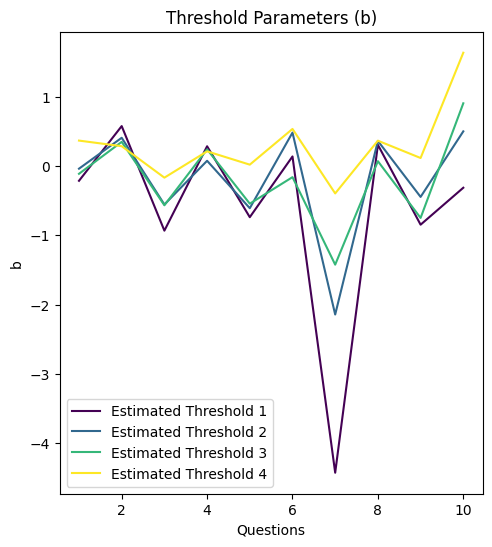 Threshold Parameters (b)
1
0
−1
−2
−3
−4
b
Estimated Threshold 1
Estimated Threshold 2
Estimated Threshold 3
Estimated Threshold 4
2 4 6 8 10
Questions